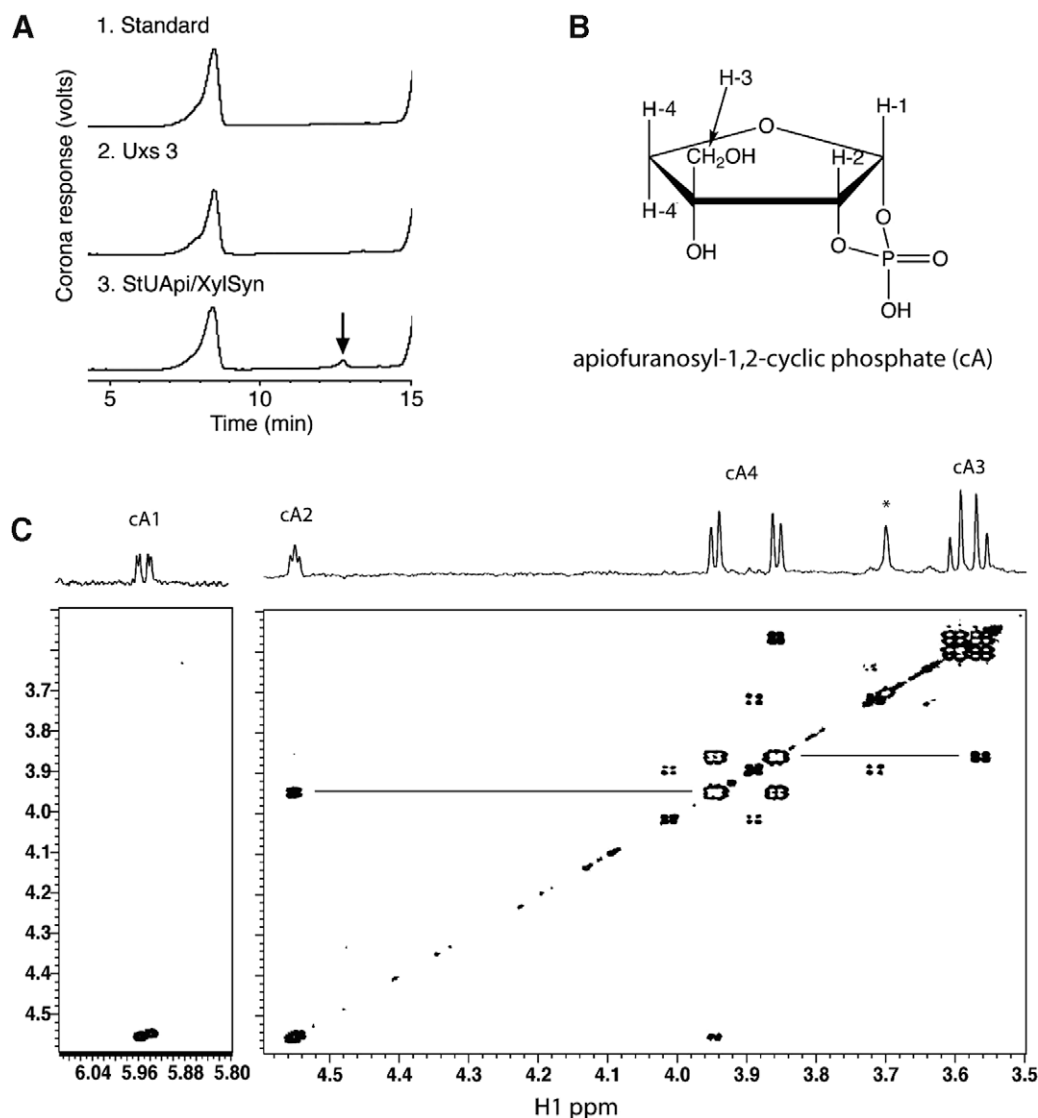 A
1. Standard
2. Uxs 3
3. StUApi/XylSyn
Corona response (volts)
5 10 15
Time (min)
B
H-3
H-4 O H-1
CH2OH H-2
H-4
O
OH O P O
OH
apiofuranosyl-1,2-cyclic phosphate (cA)
C
cA1 cA2 cA4 * cA3
3.7
3.8
3.9
4.0
4.1
4.2
4.3
4.4
4.5
6.04 5.96 5.88 5.80 4.5 4.4 4.3 4.2 4.1 4.0 3.9 3.8 3.7 3.6 3.5
H1 ppm